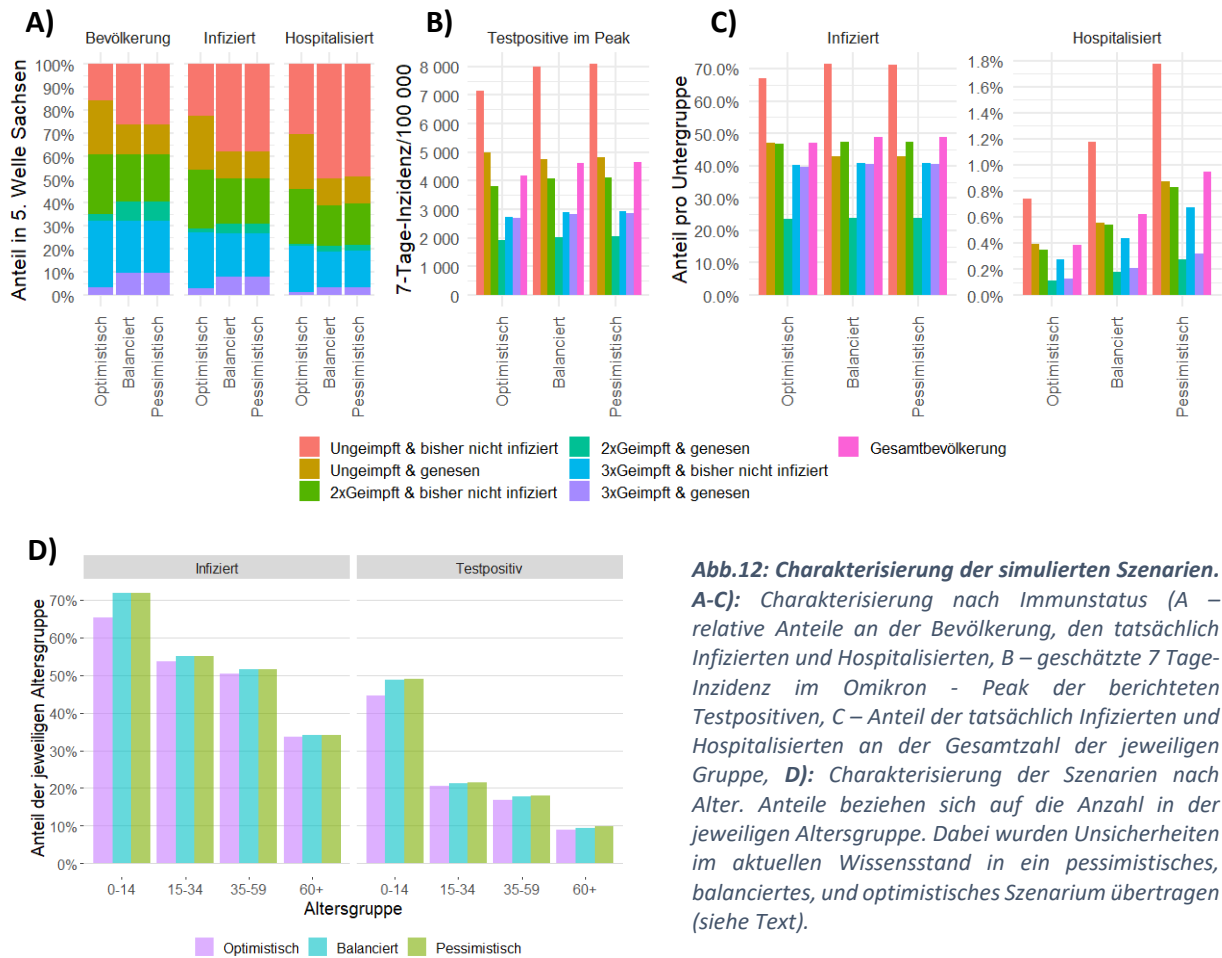 A)
Bevölkerung
Infiziert
Hospitalisiert
Anteil in 5. Welle Sachsen
100%
90%
80%
70%
60%
50%
40%
30%
20%
10%
0%
Optimistisch
Balanciert
Pessimistisch
Optimistisch
Balanciert
Pessimistisch
Optimistisch
Balanciert
Pessimistisch
B)
Testpositive im Peak
7-Tage-Inzidenz/100 000
8 000
7 000
6 000
5 000
4 000
3 000
2 000
1 000
0
Optimistisch
Balanciert
Pessimistisch
C)
Infiziert
Hospitalisiert
Anteil pro Untergruppe
70.0%
60.0%
50.0%
40.0%
30.0%
20.0%
10.0%
0.0%
Optimistisch
Balanciert
Pessimistisch
1.8%
1.6%
1.4%
1.2%
1.0%
0.8%
0.6%
0.4%
0.2%
0.0%
Optimistisch
Balanciert
Pessimistisch
Ungeimpft & bisher nicht infiziert
Ungeimpft & genesen
2xGeimpft & bisher nicht infiziert
2xGeimpft & genesen
3xGeimpft & bisher nicht infiziert
3xGeimpft & genesen
Gesamtbevölkerung
D)
Infiziert
Testpositiv
Anteil der jeweiligen Altersgruppe
70%
60%
50%
40%
30%
20%
10%
0%
0-14
15-34
35-59
60+
0-14
15-34
35-59
60+
Altersgruppe
Optimistisch
Balanciert
Pessimistisch
Abb.12: Charakterisierung der simulierten Szenarien.
A-C): Charakterisierung nach Immunstatus (A –
relative Anteile an der Bevölkerung, den tatsächlich
Infizierten und Hospitalisierten, B – geschätzte 7 Tage-
Inzidenz im Omikron - Peak der berichteten
Testpositiven, C – Anteil der tatsächlich Infizierten und
Hospitalisierten an der Gesamtzahl der jeweiligen
Gruppe, D): Charakterisierung der Szenarien nach
Alter. Anteile beziehen sich auf die Anzahl in der
jeweiligen Altersgruppe. Dabei wurden Unsicherheiten
im aktuellen Wissensstand in ein pessimistisches,
balanciertes, und optimistisches Szenarium übertragen
(siehe Text).